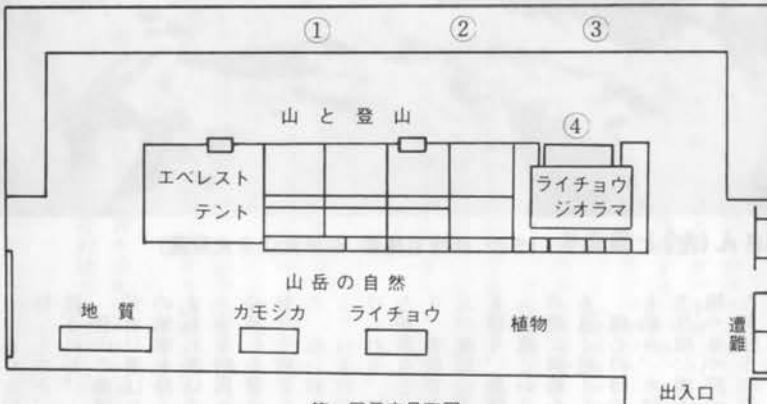 ① ② ③
山と登山
④
エベレスト
テント
ライチョウ
ジオラマ
山岳の自然
地質
カモシカ
ライチョウ
植物
遭難
出入口